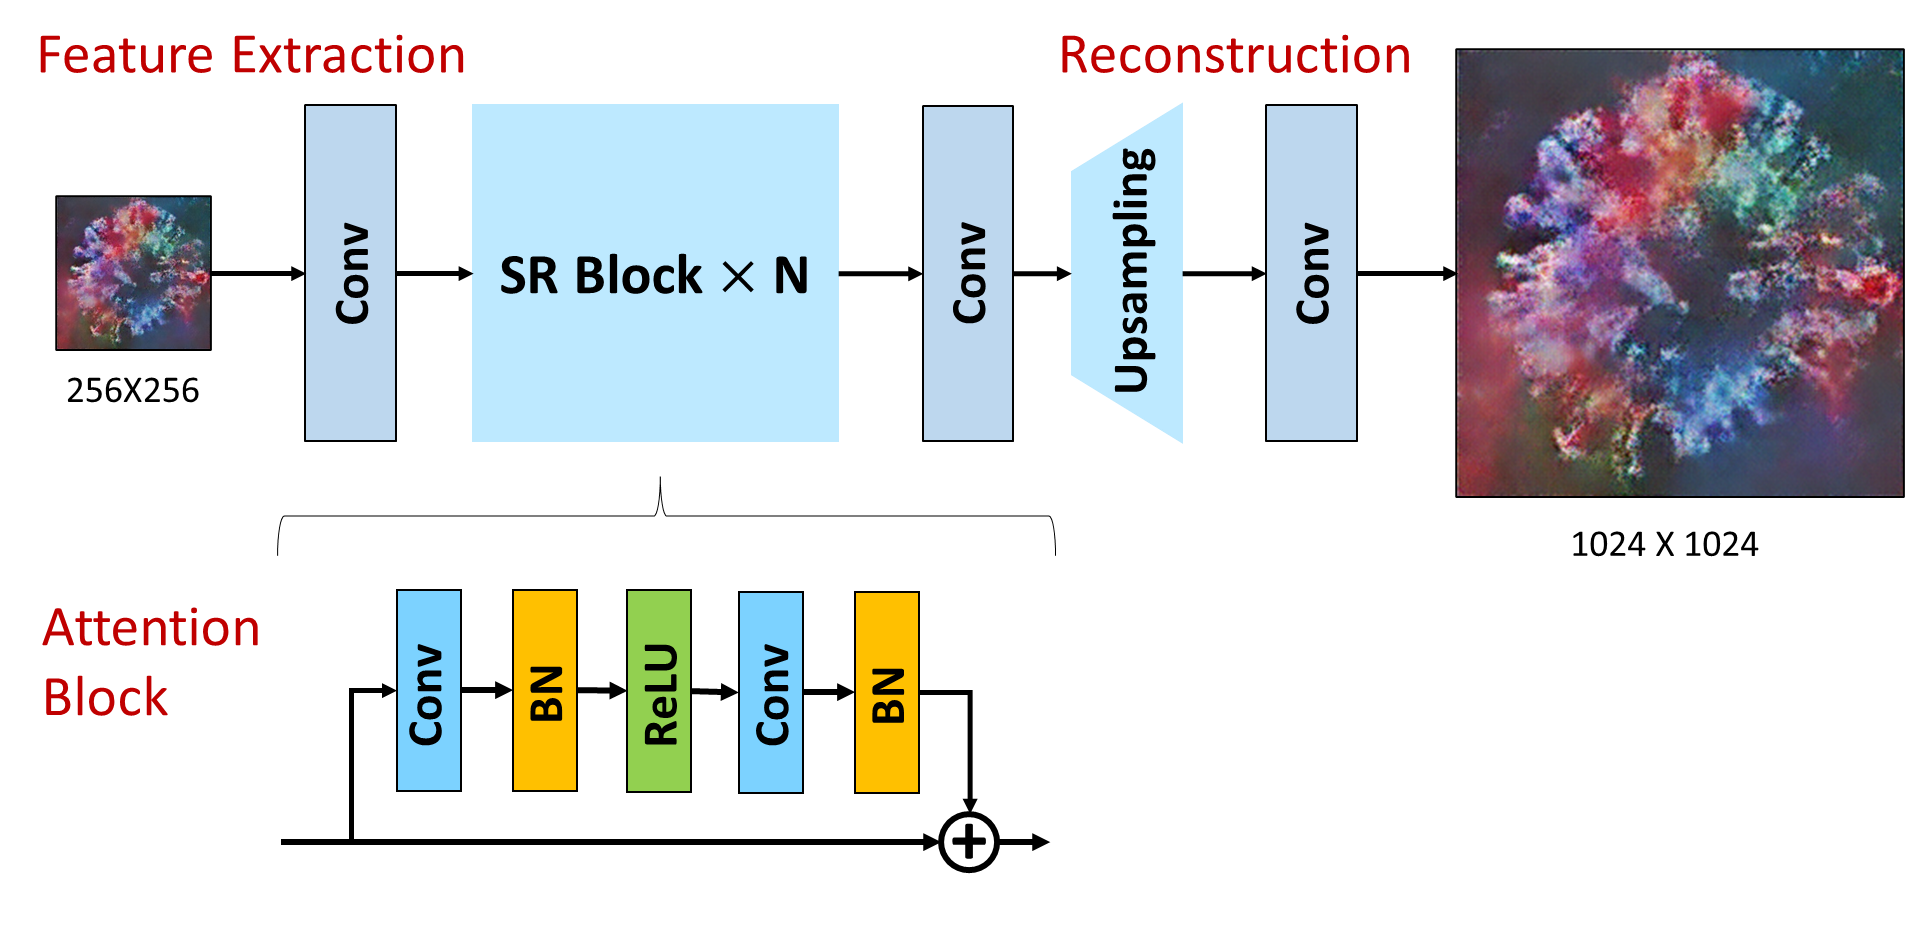 Feature Extraction
Reconstruction
Conv
SR Block × N
Conv
Upsampling
Conv
256X256
1024 X 1024
Attention
Block
Conv
BN
ReLU
Conv
BN
+